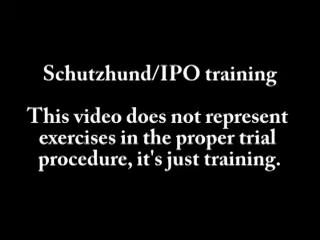 Schutzhund/IPO training
This video does not represent
exercises in the proper trial
procedure, it's just training.